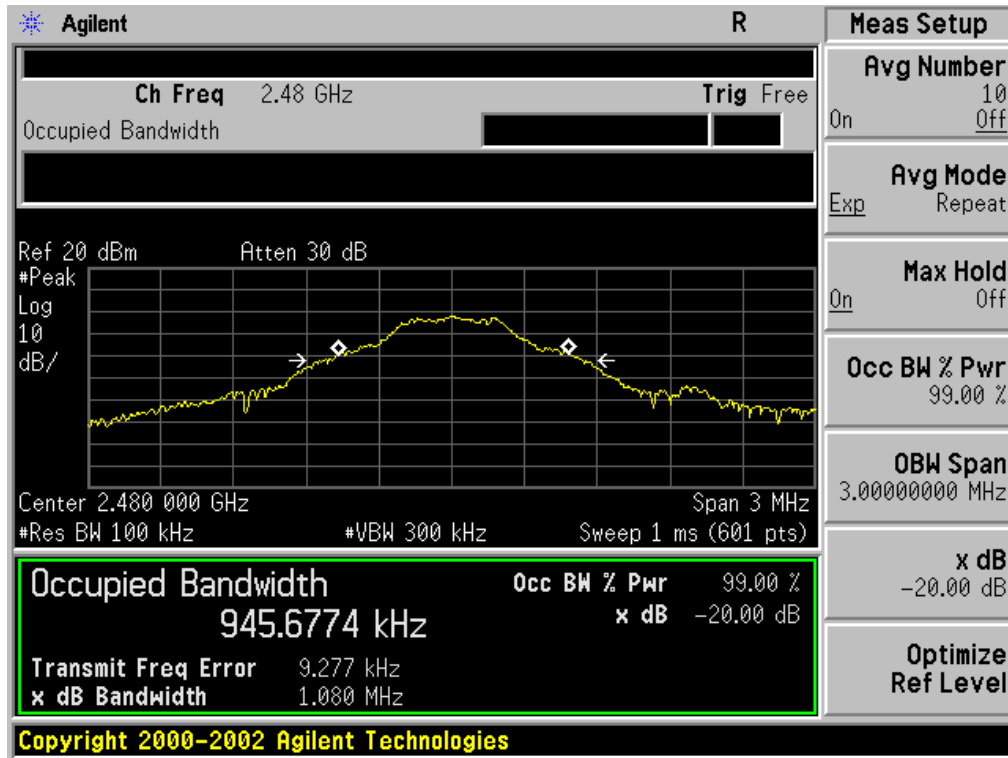 Agilent R Meas Setup
Ch Freq 2.48 GHz Trig Free
Occupied Bandwidth
Ref 20 dBm Atten 30 dB
#Peak
Log
10
dB/
Center 2.480 000 GHz Span 3 MHz
#Res BW 100 kHz #VBW 300 kHz Sweep 1 ms (601 pts)
Occupied Bandwidth Occ BW % Pwr 99.00 %
945.6774 kHz x dB -20.00 dB
Transmit Freq Error 9.277 kHz
x dB Bandwidth 1.080 MHz
Copyright 2000-2002 Agilent Technologies
Avg Number
10
On Off
Avg Mode
Exp Repeat
Max Hold
On Off
Occ BW % Pwr
99.00 %
OBW Span
3.00000000 MHz
x dB
-20.00 dB
Optimize
Ref Level